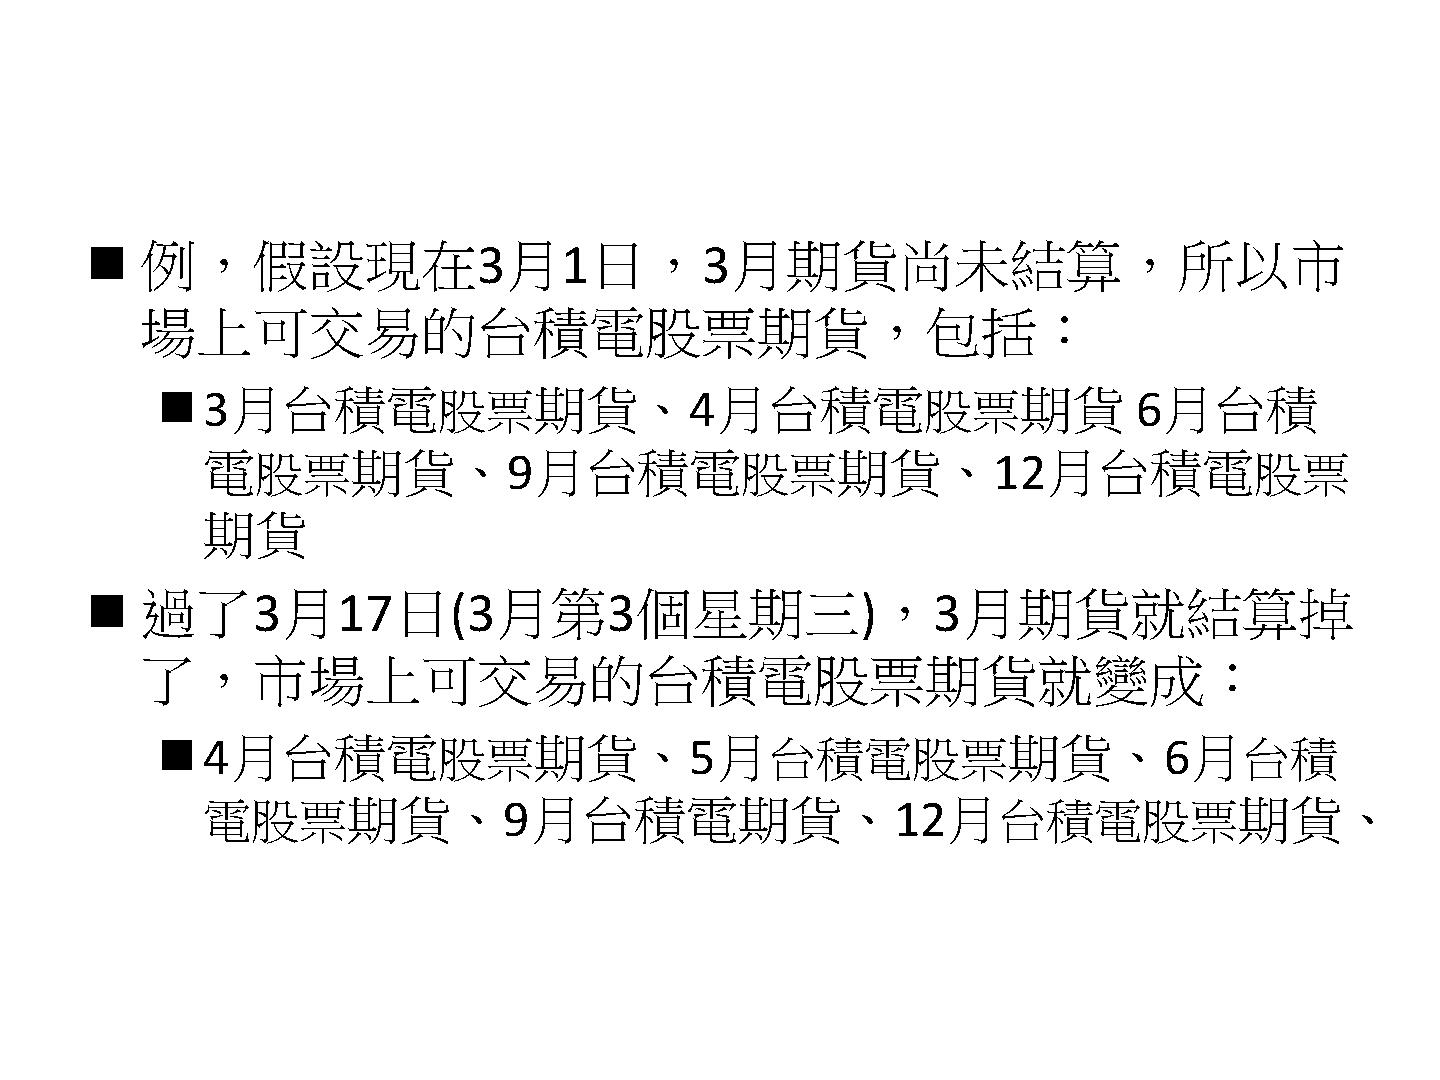 ■ 例，假設現在3月1日，3月期貨尚未結算，所以市
場上可交易的台積電股票期貨，包括：
■ 3月台積電股票期貨、4月台積電股票期貨 6月台積
電股票期貨、9月台積電股票期貨、12月台積電股票
期貨
■ 過了3月17日(3月第3個星期三)，3月期貨就結算掉
了，市場上可交易的台積電股票期貨就變成：
■ 4月台積電股票期貨、5月台積電股票期貨、6月台積
電股票期貨、9月台積電期貨、12月台積電股票期貨、